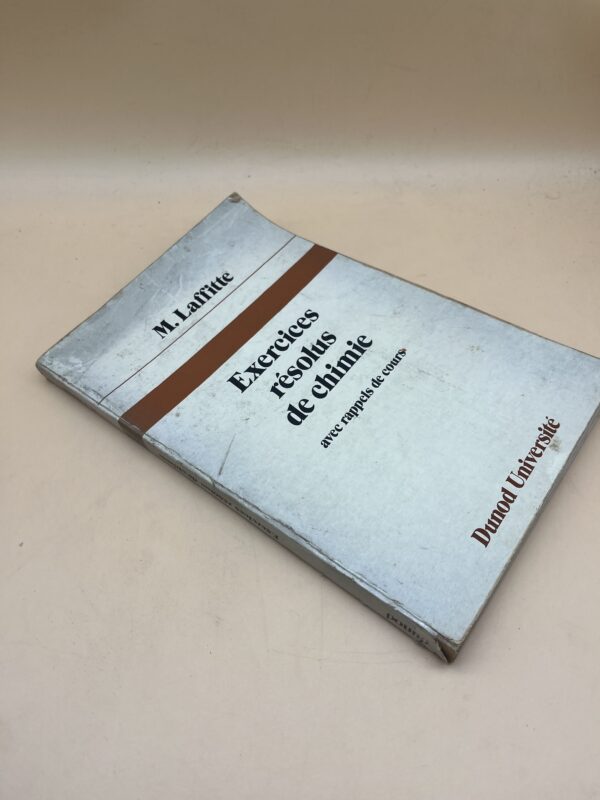 M. Laffitte
Exercices
résolus
de chimie
avec rappels de cours
Dunod Université